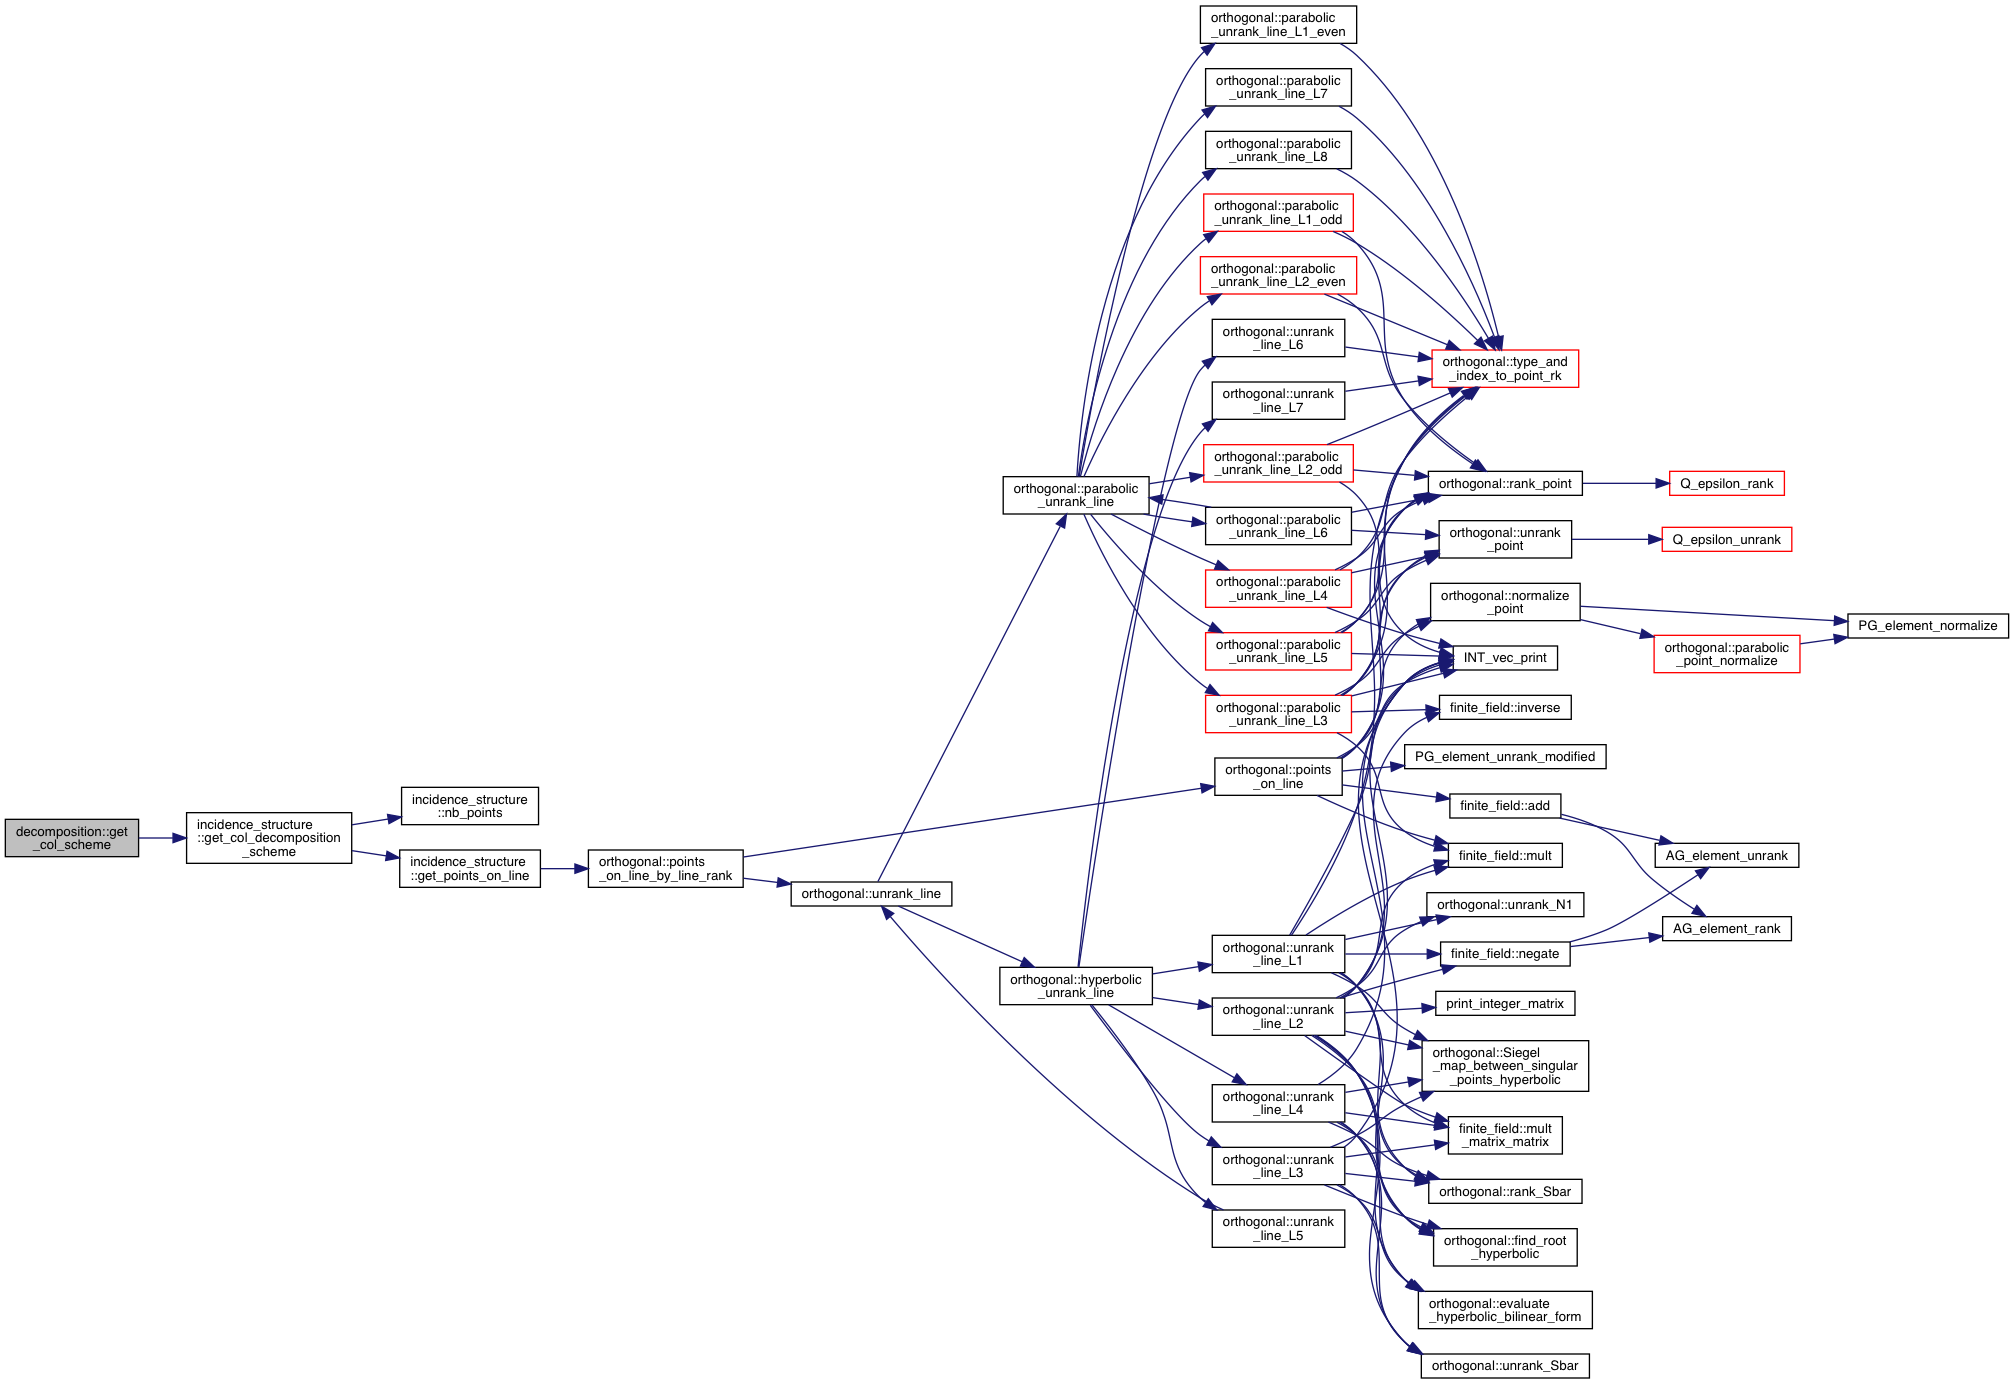 decomposition::get
_col_scheme
incidence_structure
::get_col_decomposition
_scheme
incidence_structure
::nb_points
incidence_structure
::get_points_on_line
orthogonal::points
_on_line_by_line_rank
orthogonal::unrank_line
orthogonal::parabolic
_unrank_line
orthogonal::hyperbolic
_unrank_line
orthogonal::parabolic
_unrank_line_L1_even
orthogonal::parabolic
_unrank_line_L7
orthogonal::parabolic
_unrank_line_L8
orthogonal::parabolic
_unrank_line_L1_odd
orthogonal::parabolic
_unrank_line_L2_even
orthogonal::unrank
_line_L6
orthogonal::unrank
_line_L7
orthogonal::parabolic
_unrank_line_L2_odd
orthogonal::parabolic
_unrank_line_L6
orthogonal::parabolic
_unrank_line_L4
orthogonal::parabolic
_unrank_line_L5
orthogonal::parabolic
_unrank_line_L3
orthogonal::points
_on_line
orthogonal::unrank
_line_L1
orthogonal::unrank
_line_L2
orthogonal::unrank
_line_L4
orthogonal::unrank
_line_L3
orthogonal::unrank
_line_L5
orthogonal::type_and
_index_to_point_rk
orthogonal::rank_point
orthogonal::unrank
_point
orthogonal::normalize
_point
INT_vec_print
finite_field::inverse
PG_element_unrank_modified
finite_field::add
finite_field::mult
orthogonal::unrank_N1
finite_field::negate
print_integer_matrix
orthogonal::Siegel
_map_between_singular
_points_hyperbolic
finite_field::mult
_matrix_matrix
orthogonal::rank_Sbar
orthogonal::find_root
_hyperbolic
orthogonal::evaluate
_hyperbolic_bilinear_form
orthogonal::unrank_Sbar
Q_epsilon_rank
Q_epsilon_unrank
orthogonal::parabolic
_point_normalize
AG_element_unrank
AG_element_rank
PG_element_normalize